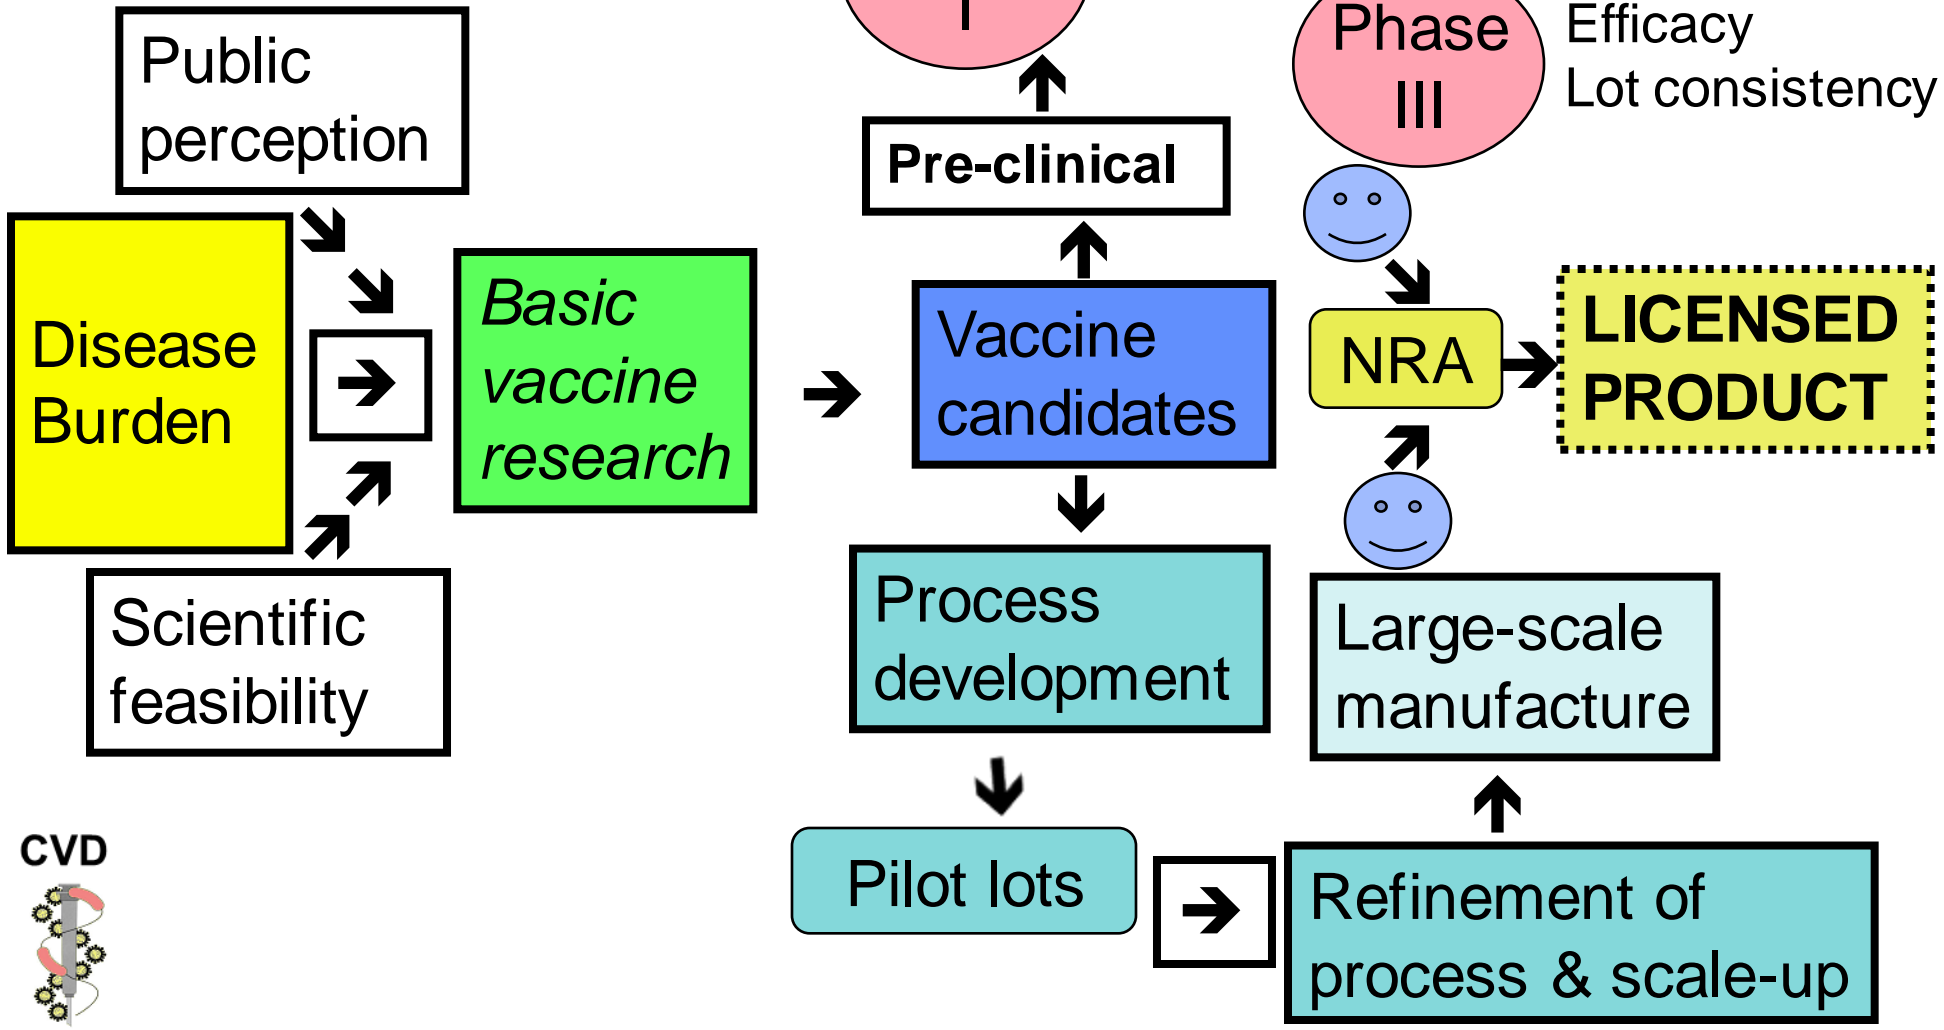 Public
perception
Disease
Burden
Scientific
feasibility
Basic
vaccine
research
I
Pre-clinical
Vaccine
candidates
Process
development
Pilot lots
Refinement of
process & scale-up
Large-scale
manufacture
Phase
III
Efficacy
Lot consistency
NRA
LICENSED
PRODUCT
CVD